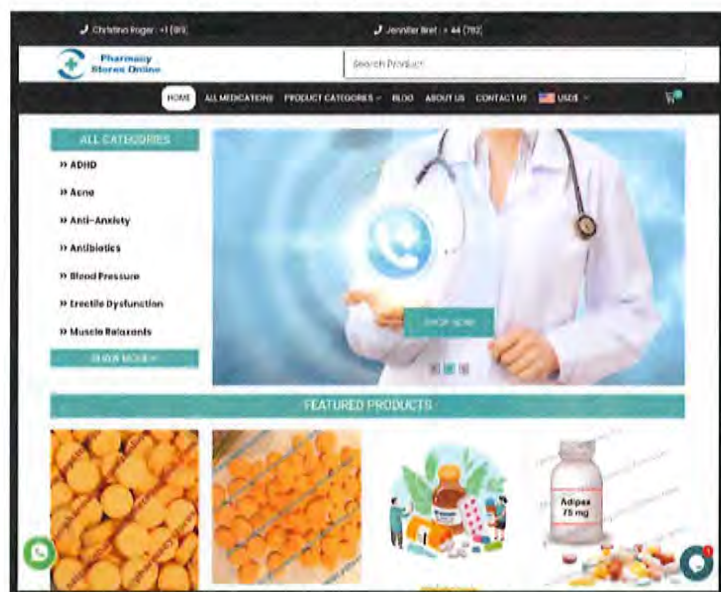 Christina Roger : +1 (819)
Jennifer Bret : + 44 (782)
Pharmacy
Stores Online
Search Product
HOME ALL MEDICATIONS PRODUCT CATEGORIES BLOG ABOUT US CONTACT US USD$
ALL CATEGORIES
» ADHD
» Acne
» Anti-Anxiety
» Antibiotics
» Blood Pressure
» Erectile Dysfunction
» Muscle Relaxants
SHOW MORE
SHOP NOW
FEATURED PRODUCTS
Adipex
75 mg